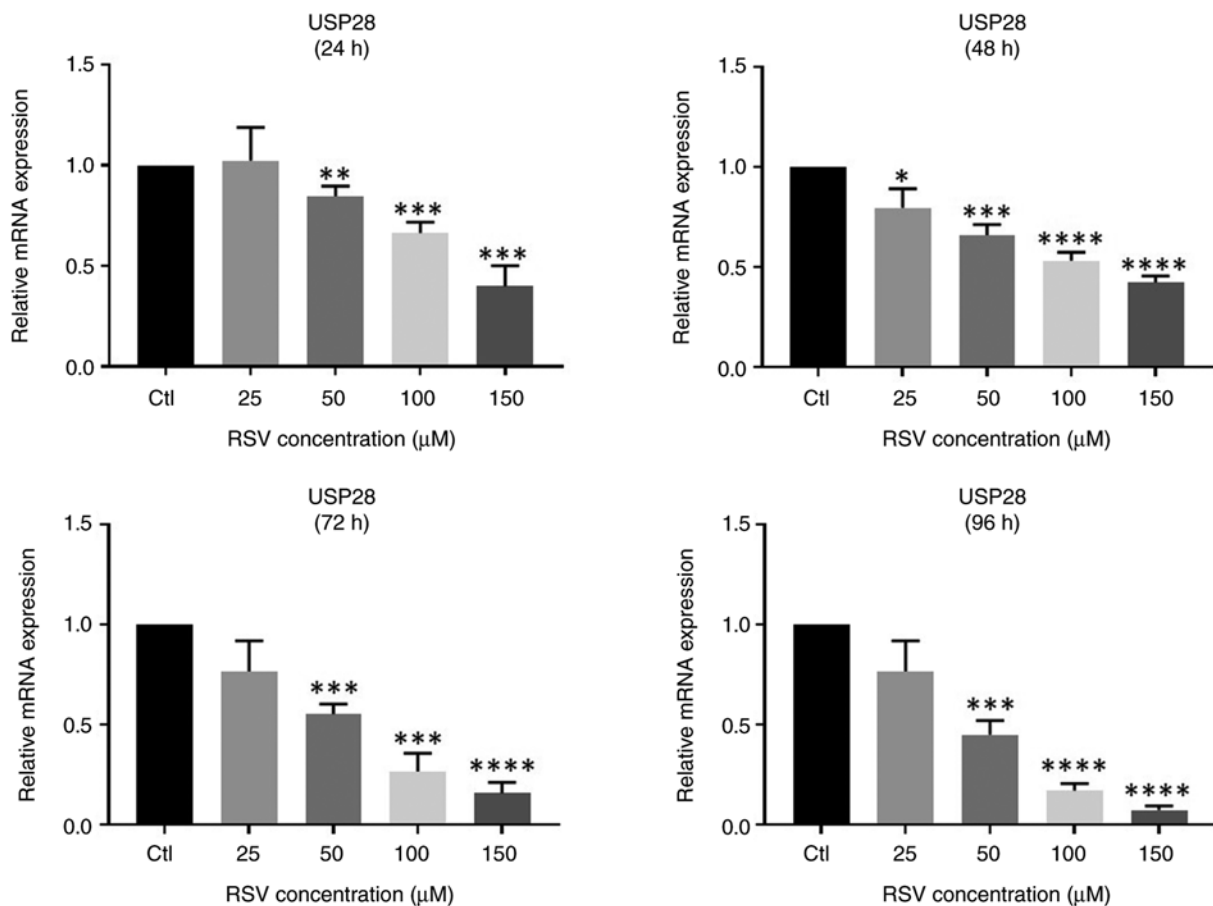 USP28
(24 h)
Relative mRNA expression
1.5
1.0
0.5
0.0
**
***
***
Ctl 25 50 100 150
RSV concentration (μM)
USP28
(48 h)
Relative mRNA expression
1.5
1.0
0.5
0.0
*
***
****
****
Ctl 25 50 100 150
RSV concentration (μM)
USP28
(72 h)
Relative mRNA expression
1.5
1.0
0.5
0.0
***
***
****
Ctl 25 50 100 150
RSV concentration (μM)
USP28
(96 h)
Relative mRNA expression
1.5
1.0
0.5
0.0
***
****
****
Ctl 25 50 100 150
RSV concentration (μM)